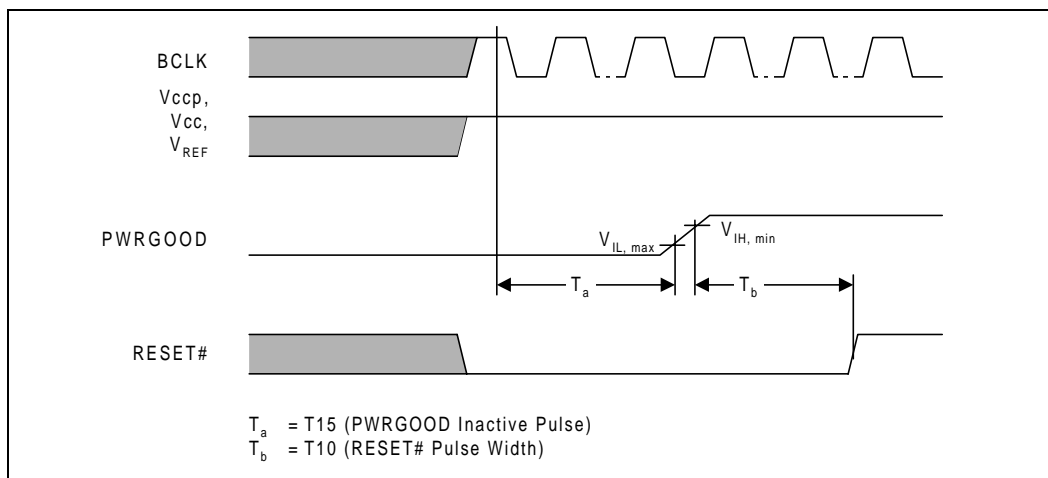 BCLK
Vccp,
Vcc,
VREF
PWRGOOD
VIL, max
VIH, min
Ta
Tb
RESET#
Ta = T15 (PWRGOOD Inactive Pulse)
Tb = T10 (RESET# Pulse Width)